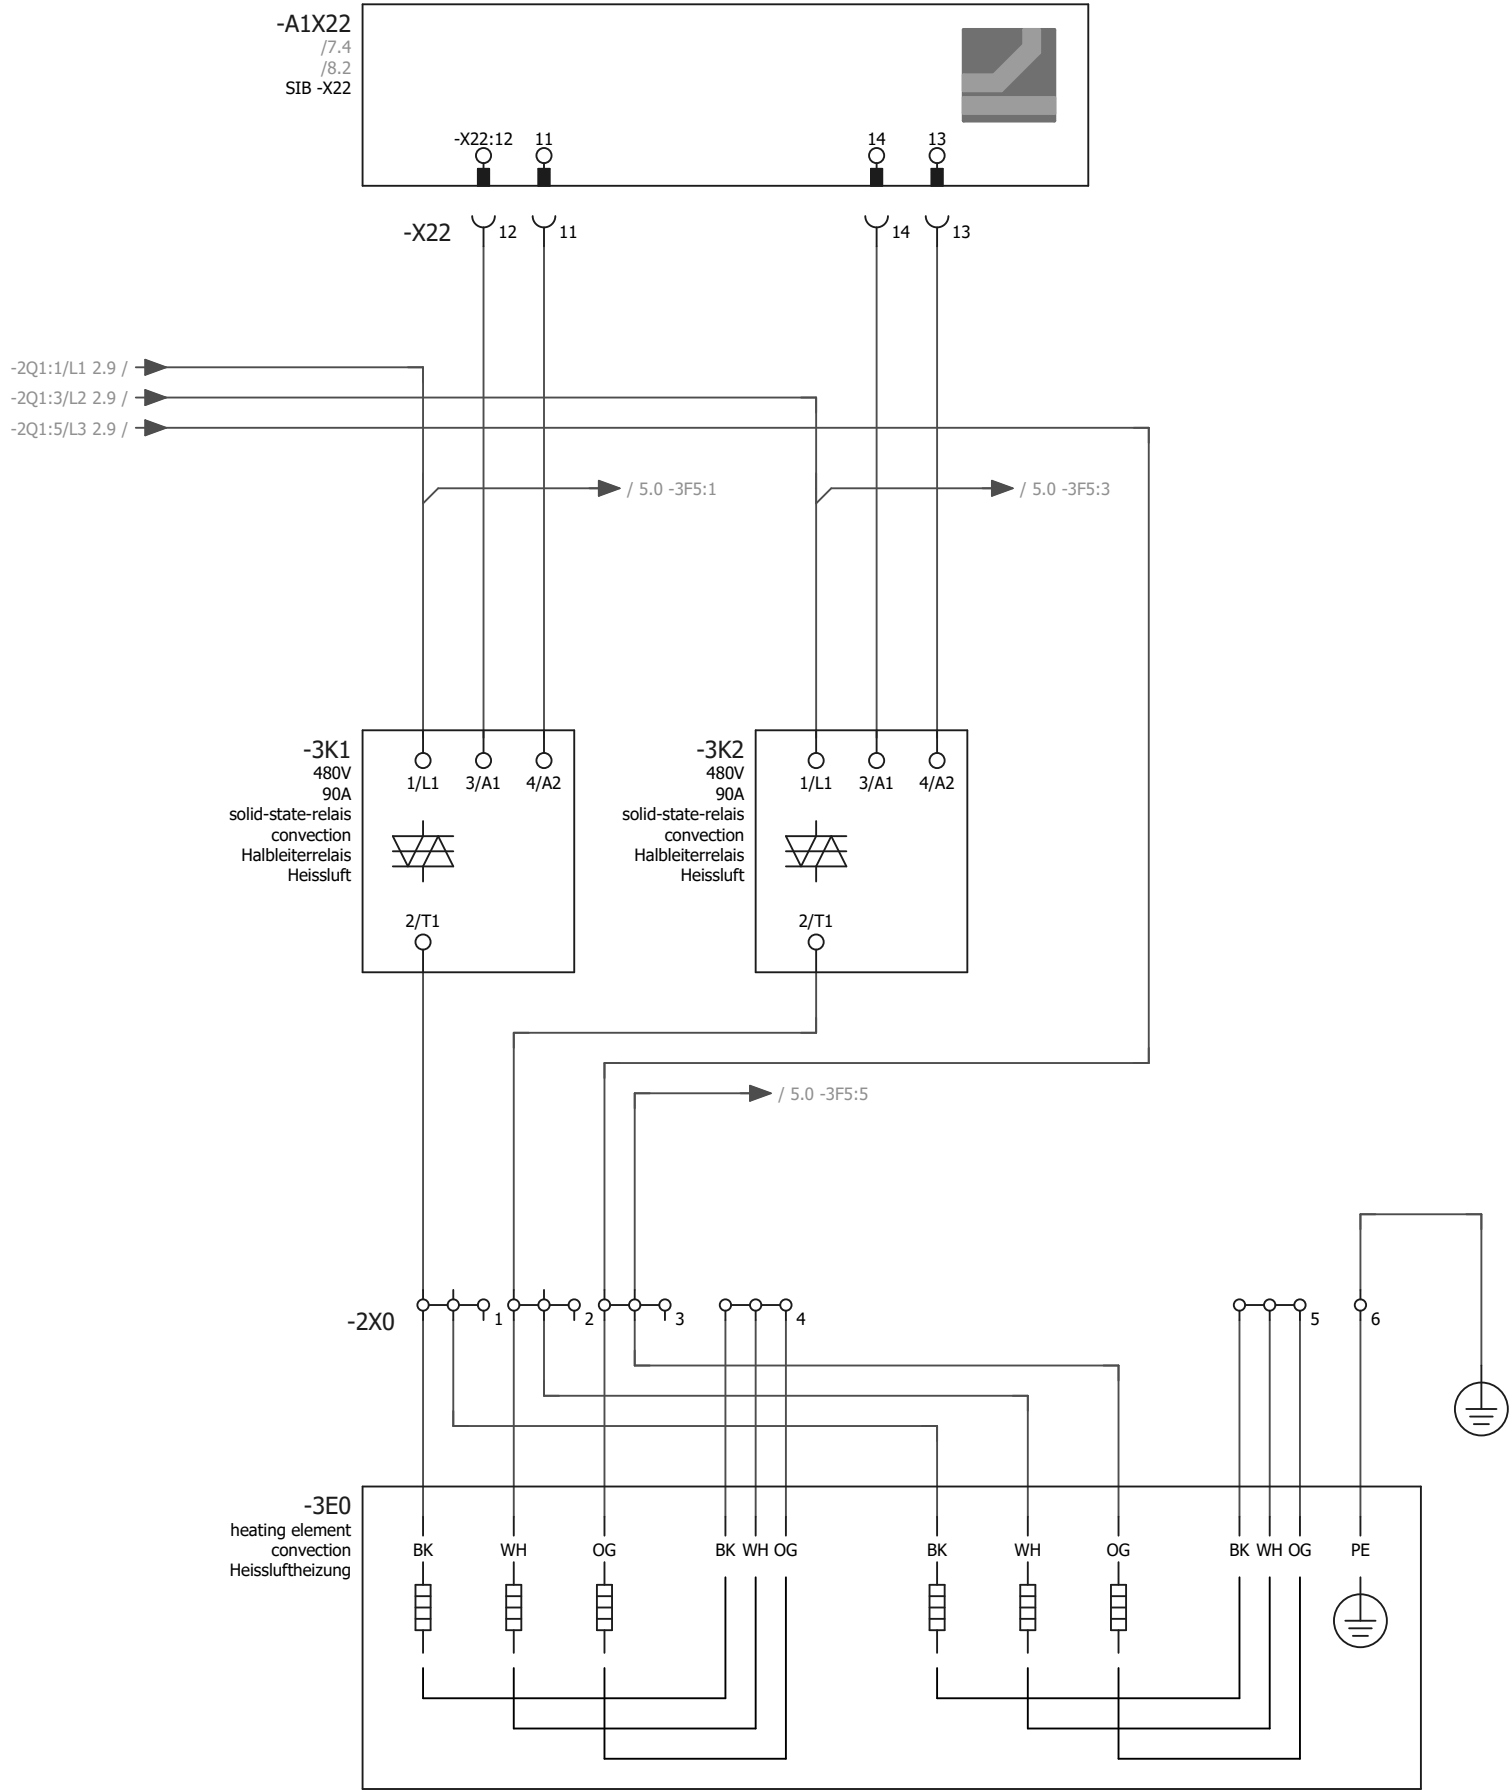 -A1X22
/7.4
/8.2
SIB -X22
-X22:12 11 14 13
-X22 12 11 14 13
-2Q1:1/L1 2.9 /
-2Q1:3/L2 2.9 /
-2Q1:5/L3 2.9 /
/ 5.0 -3F5:1 / 5.0 -3F5:3
-3K1
480V
90A
solid-state-relais
convection
Halbleiterrelais
Heissluft
1/L1 3/A1 4/A2
2/T1
-3K2
480V
90A
solid-state-relais
convection
Halbleiterrelais
Heissluft
1/L1 3/A1 4/A2
2/T1
/ 5.0 -3F5:5
-2X0 1 2 3 4 5 6
-3E0
heating element
convection
Heissluftheizung
BK WH OG BK WH OG BK WH OG BK WH OG PE